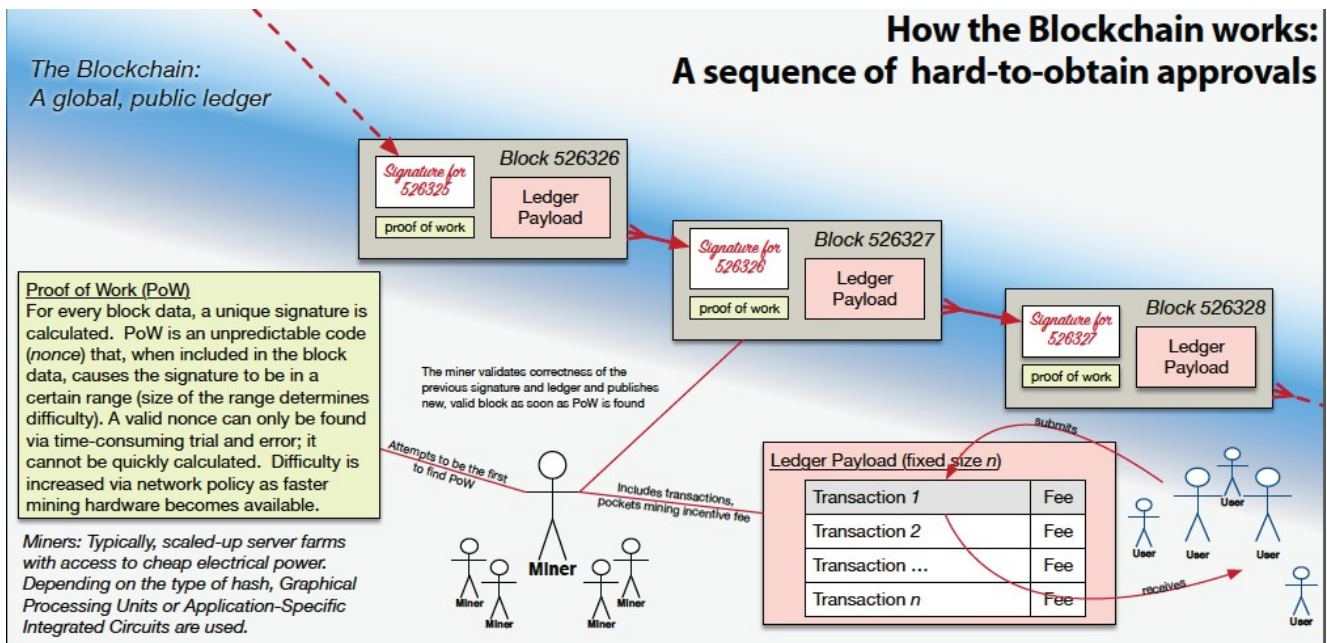 How the Blockchain works:
A sequence of hard-to-obtain approvals
The Blockchain:
A global, public ledger
Block 526326
Signature for
526325
proof of work
Ledger
Payload
Block 526327
Signature for
526326
proof of work
Ledger
Payload
Block 526328
Signature for
526327
proof of work
Ledger
Payload
Proof of Work (PoW)
For every block data, a unique signature is
calculated. PoW is an unpredictable code
(nonce) that, when included in the block
data, causes the signature to be in a
certain range (size of the range determines
difficulty). A valid nonce can only be found
via time-consuming trial and error; it
cannot be quickly calculated. Difficulty is
increased via network policy as faster
mining hardware becomes available.
Miners: Typically, scaled-up server farms
with access to cheap electrical power.
Depending on the type of hash, Graphical
Processing Units or Application-Specific
Integrated Circuits are used.
The miner validates correctness of the
previous signature and ledger and publishes
new, valid block as soon as PoW is found
Attempts to be the first
to find PoW
Includes transactions,
pockets mining incentive fee
Miner
Miner
Miner
Miner
Miner
Ledger Payload (fixed size n)
Transaction 1 Fee
Transaction 2 Fee
Transaction ... Fee
Transaction n Fee
submits
receives
User
User
User
User
User